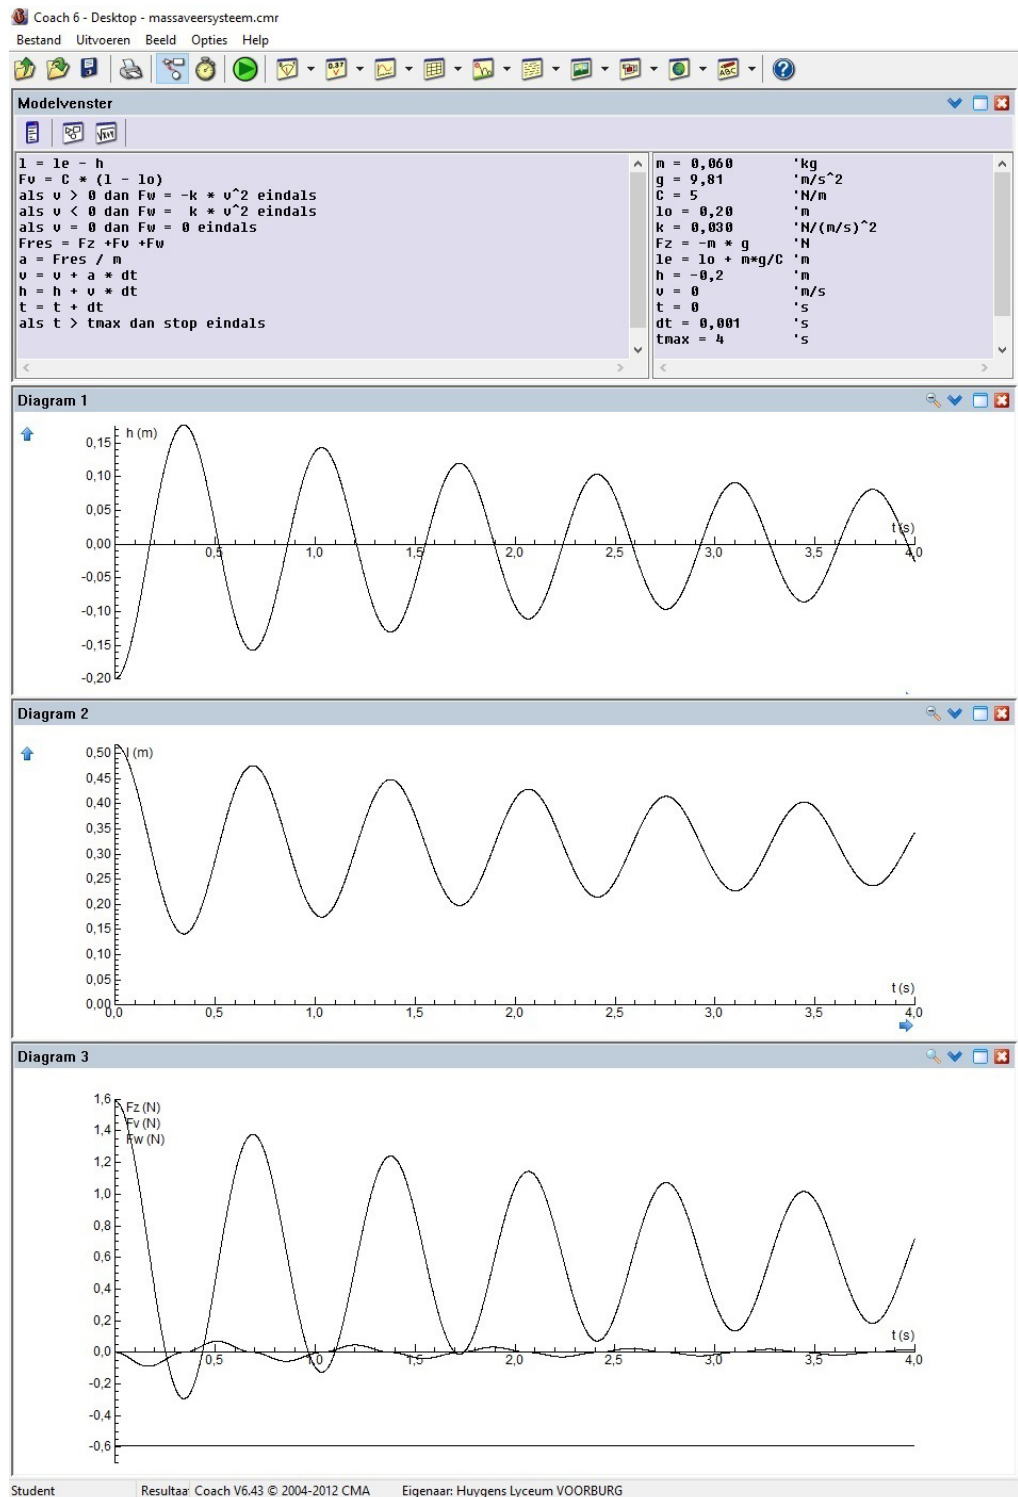 Coach 6 - Desktop - massaveersysteem.cmr
Bestand Uitvoeren Beeld Opties Help
0.37
ABC
Modelvenster
√x+y
l = le - h
Fv = C * (l - lo)
als v > 0 dan Fw = -k * v^2 eindals
als v < 0 dan Fw =  k * v^2 eindals
als v = 0 dan Fw = 0 eindals
Fres = Fz +Fv +Fw
a = Fres / m
v = v + a * dt
h = h + v * dt
t = t + dt
als t > tmax dan stop eindals
m = 0,060 'kg
g = 9,81 'm/s^2
C = 5 'N/m
lo = 0,20 'm
k = 0,030 'N/(m/s)^2
Fz = -m * g 'N
le = lo + m*g/C 'm
h = -0,2 'm
v = 0 'm/s
t = 0 's
dt = 0,001 's
tmax = 4 's
Diagram 1
h (m)
0,15
0,10
0,05
0,00
-0,05
-0,10
-0,15
-0,20
t (s)
0,5 1,0 1,5 2,0 2,5 3,0 3,5 4,0
Diagram 2
l (m)
0,50
0,45
0,40
0,35
0,30
0,25
0,20
0,15
0,10
0,05
0,00
t (s)
0,0 0,5 1,0 1,5 2,0 2,5 3,0 3,5 4,0
Diagram 3
Fz (N)
Fv (N)
Fw (N)
1,6
1,4
1,2
1,0
0,8
0,6
0,4
0,2
0,0
-0,2
-0,4
-0,6
t (s)
0,5 1,0 1,5 2,0 2,5 3,0 3,5 4,0
Student Resultaa Coach V6.43 © 2004-2012 CMA Eigenaar: Huygens Lyceum VOORBURG